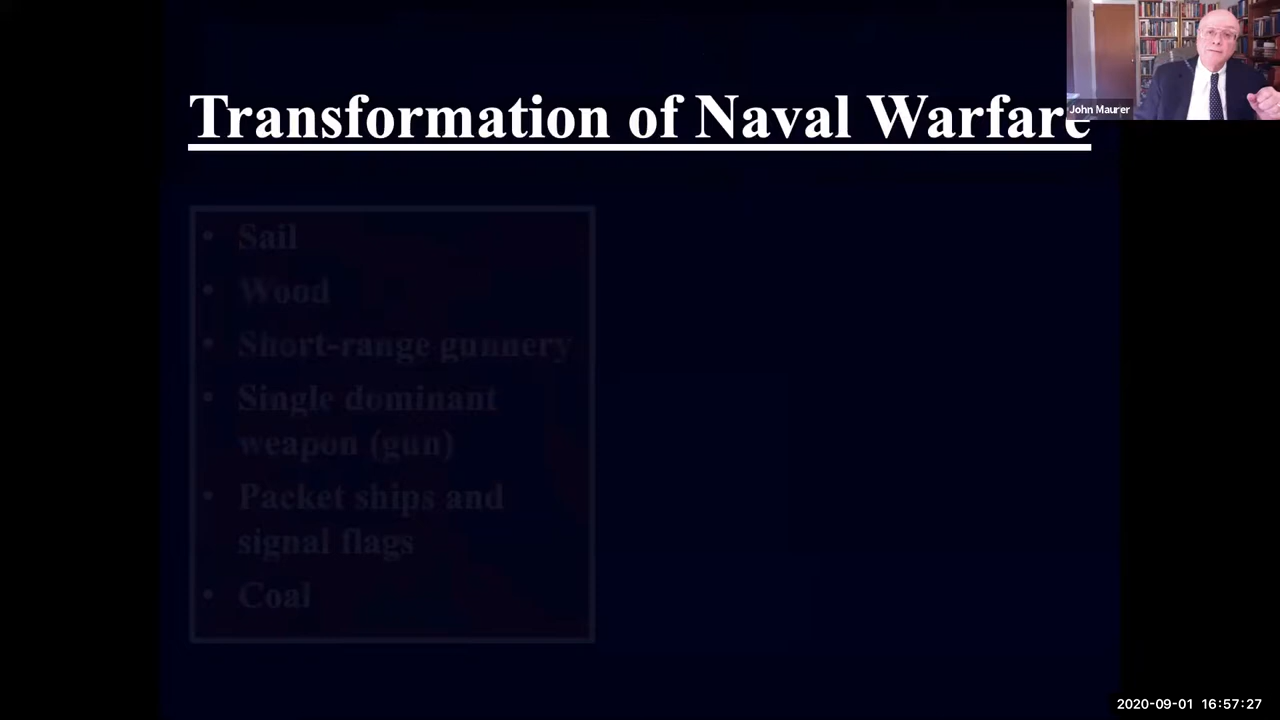 John Maurer
Transformation of Naval Warfare
• Sail
• Wood
• Short-range gunnery
• Single dominant
weapon (gun)
• Packet ships and
signal flags
• Coal
2020-09-01 16:57:27